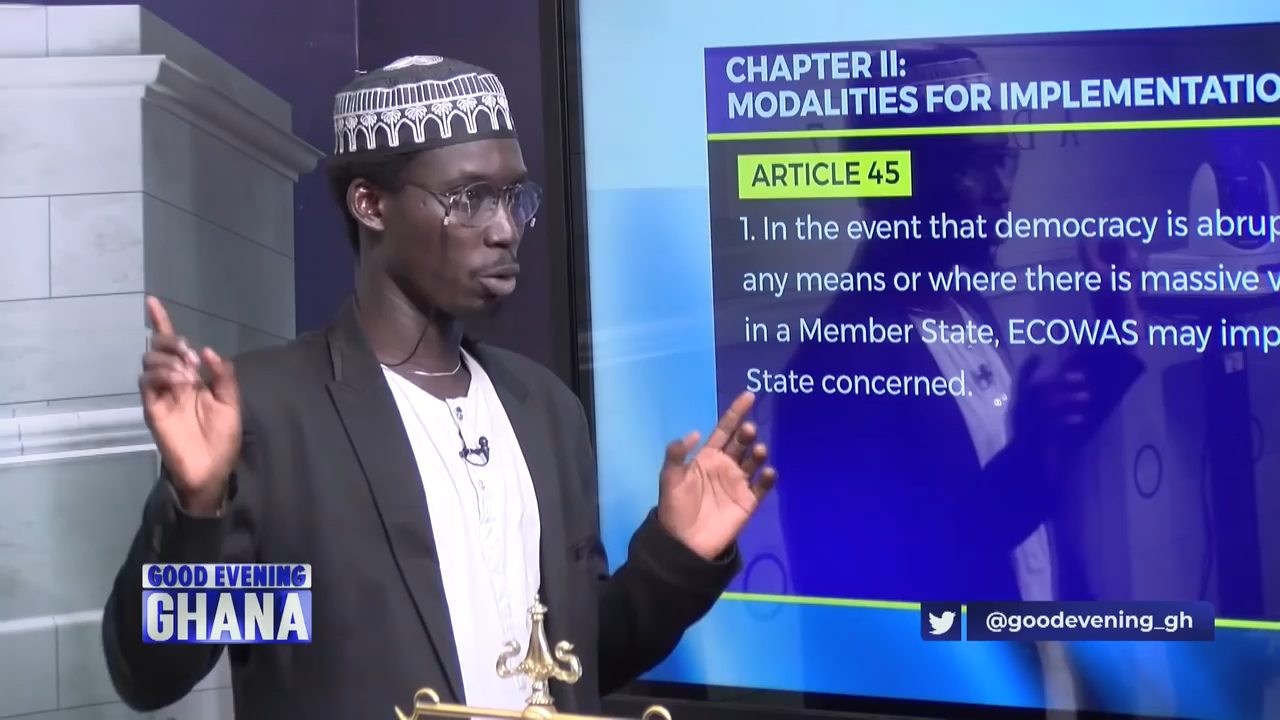 CHAPTER II:
MODALITIES FOR IMPLEMENTATIO
ARTICLE 45
1. In the event that democracy is abrup
any means or where there is massive v
in a Member State, ECOWAS may imp
State concerned.
GOOD EVENING
GHANA
@goodevening_gh